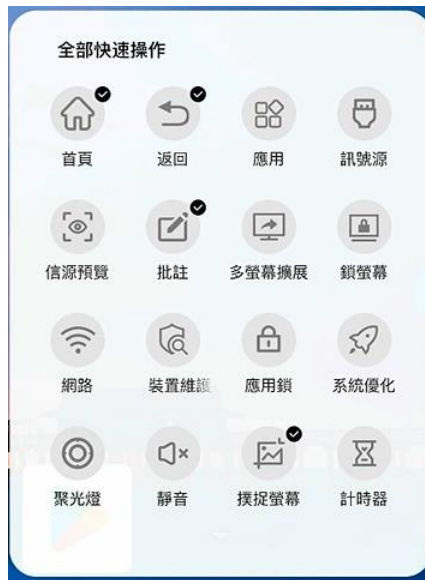 全部快速操作
首頁 返回 應用 訊號源
信源預覽 批註 多螢幕擴展 鎖螢幕
網路 裝置維護 應用鎖 系統優化
聚光燈 靜音 撲捉螢幕 計時器